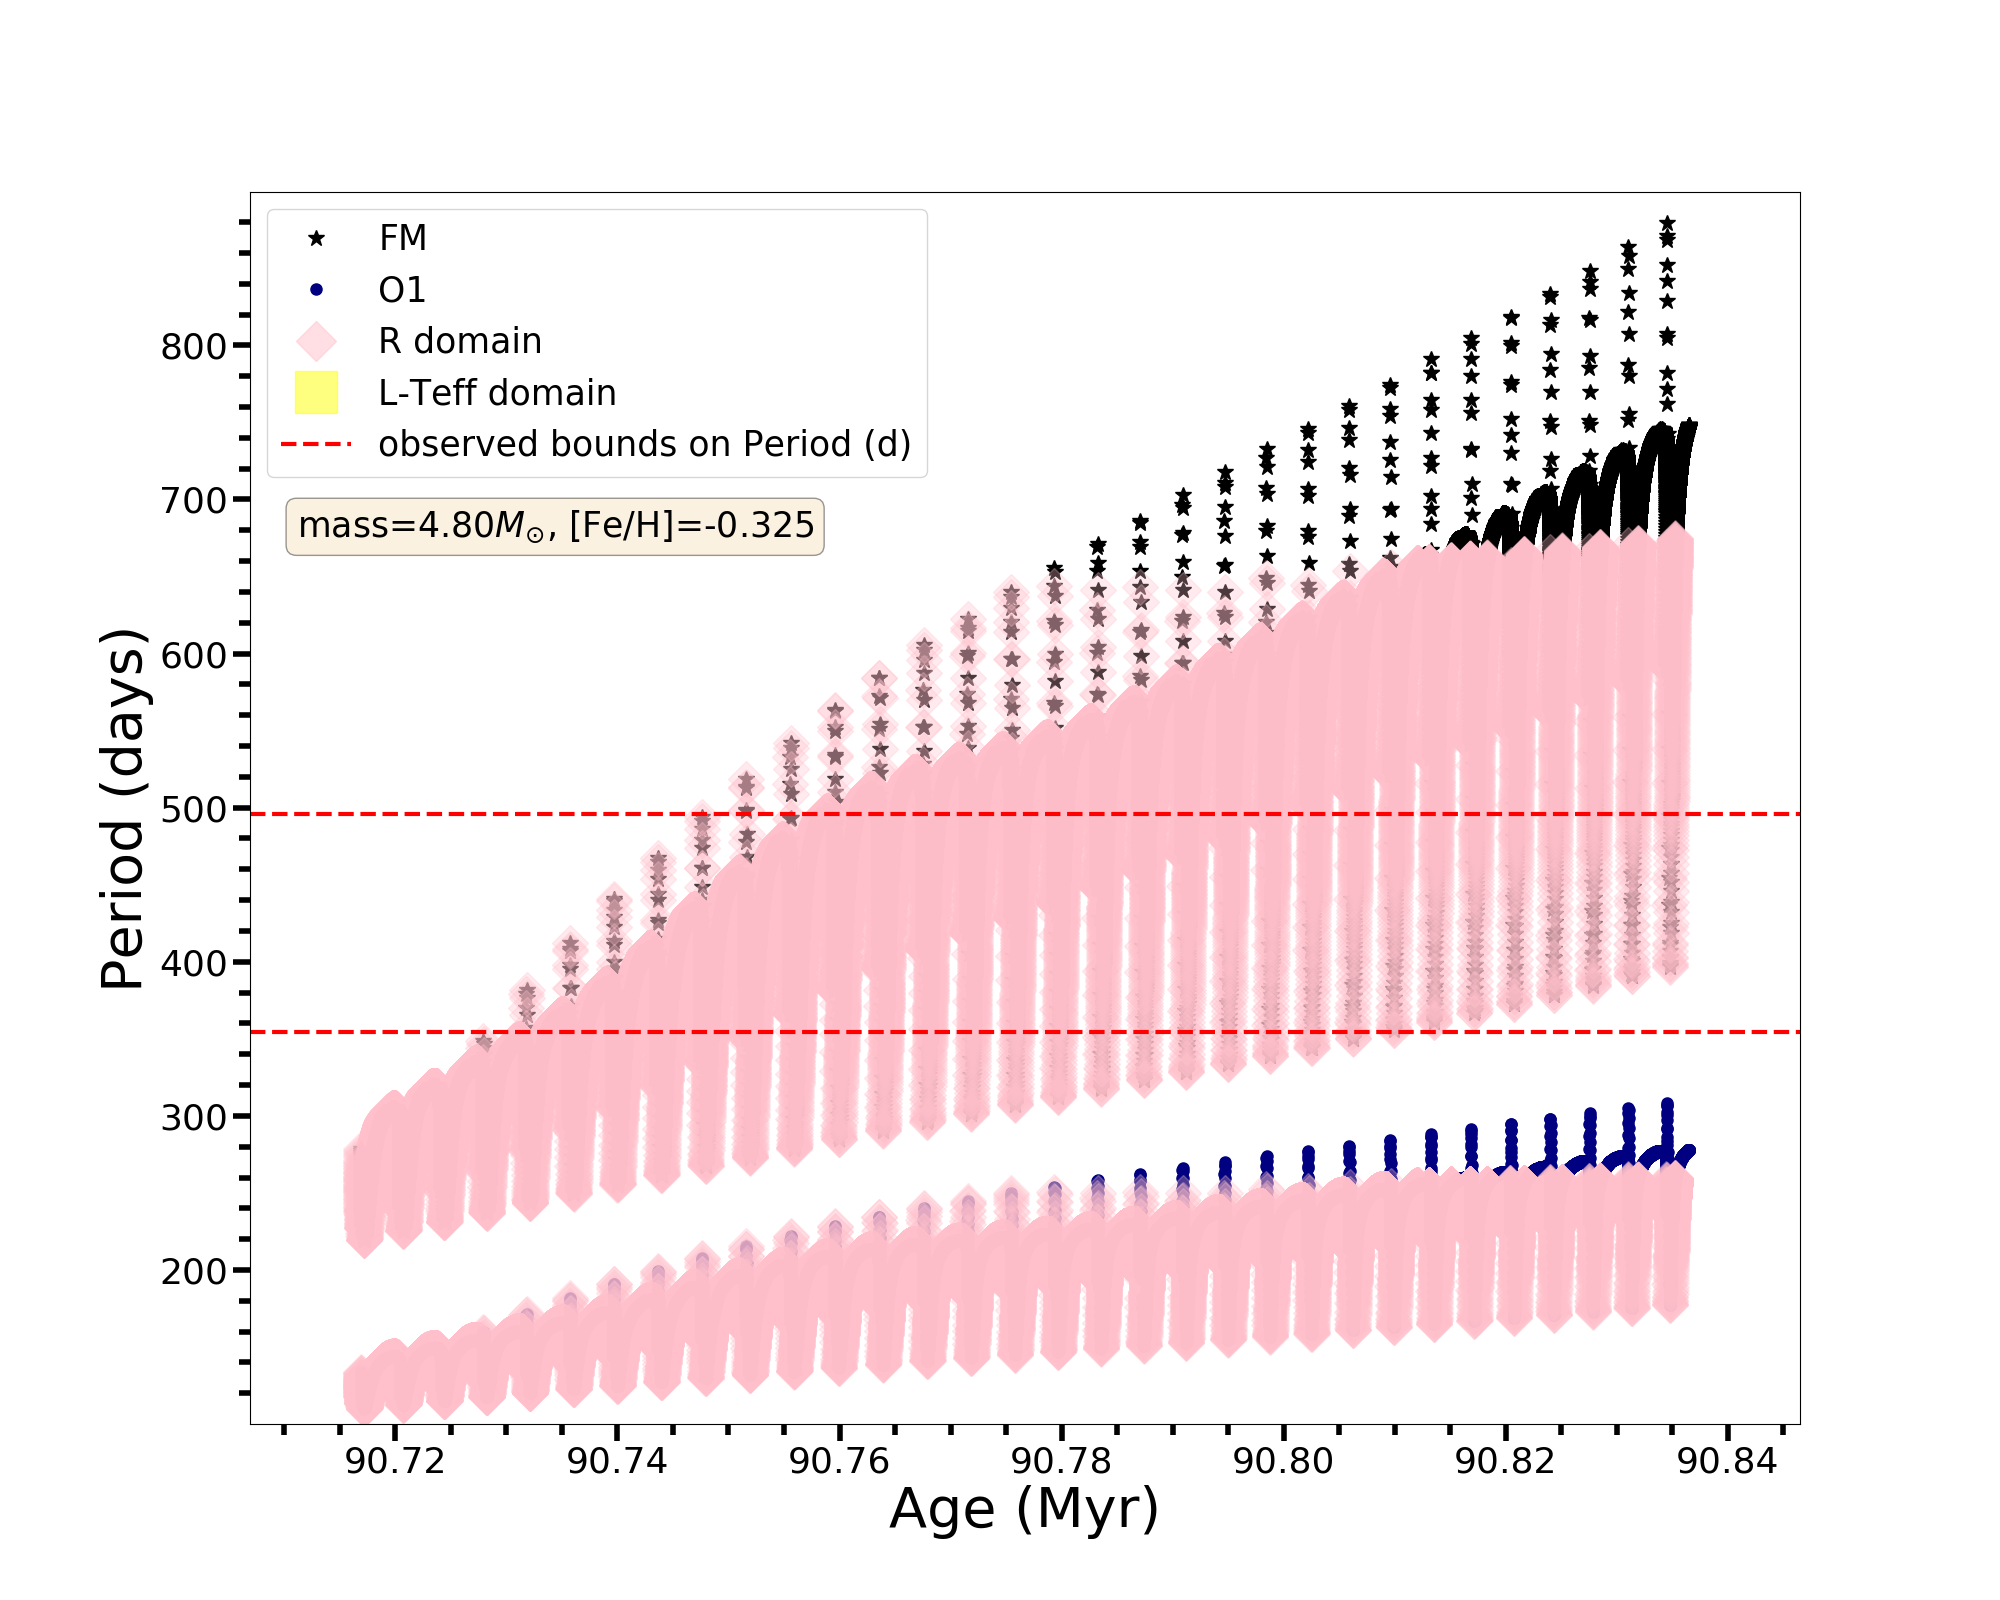 FM
O1
R domain
L-Teff domain
observed bounds on Period (d)
mass=4.80M☉, [Fe/H]=-0.325
800
700
600
500
400
300
200
Period (days)
90.72 90.74 90.76 90.78 90.80 90.82 90.84
Age (Myr)